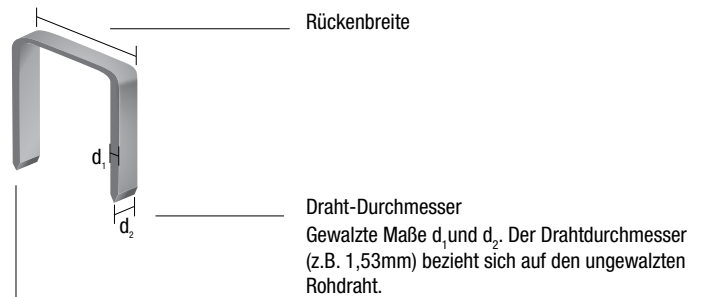 Rückenbreite
d₁
d₂
Draht-Durchmesser
Gewalzte Maße d₁und d₂. Der Drahtdurchmesser
(z.B. 1,53mm) bezieht sich auf den ungewalzten
Rohdraht.